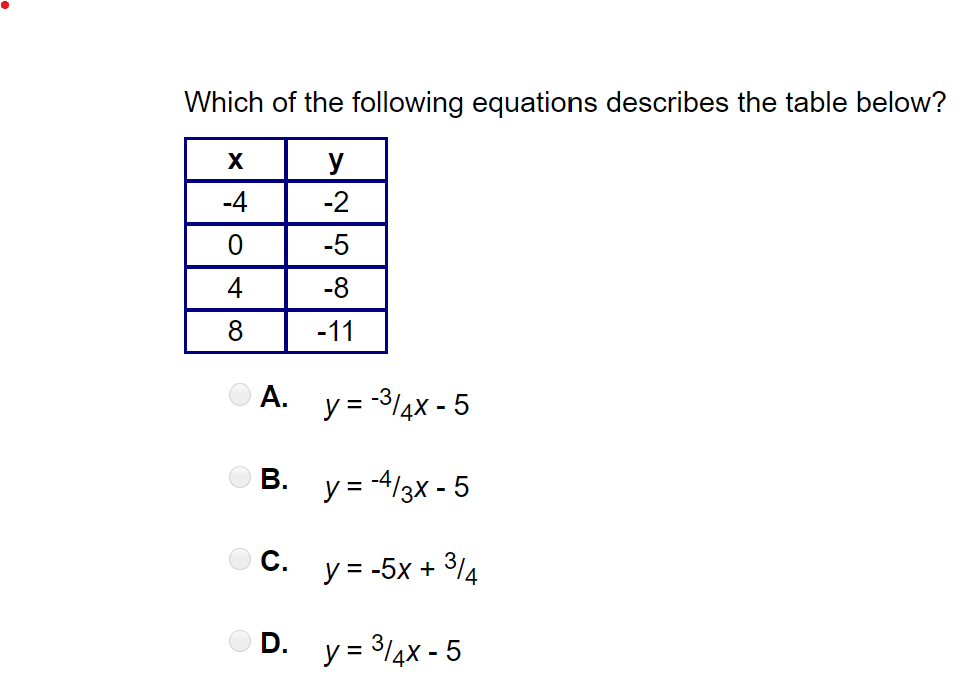 Which of the following equations describes the table below?
x y
-4 -2
0 -5
4 -8
8 -11
A. y = -3/4x - 5
B. y = -4/3x - 5
C. y = -5x + 3/4
D. y = 3/4x - 5